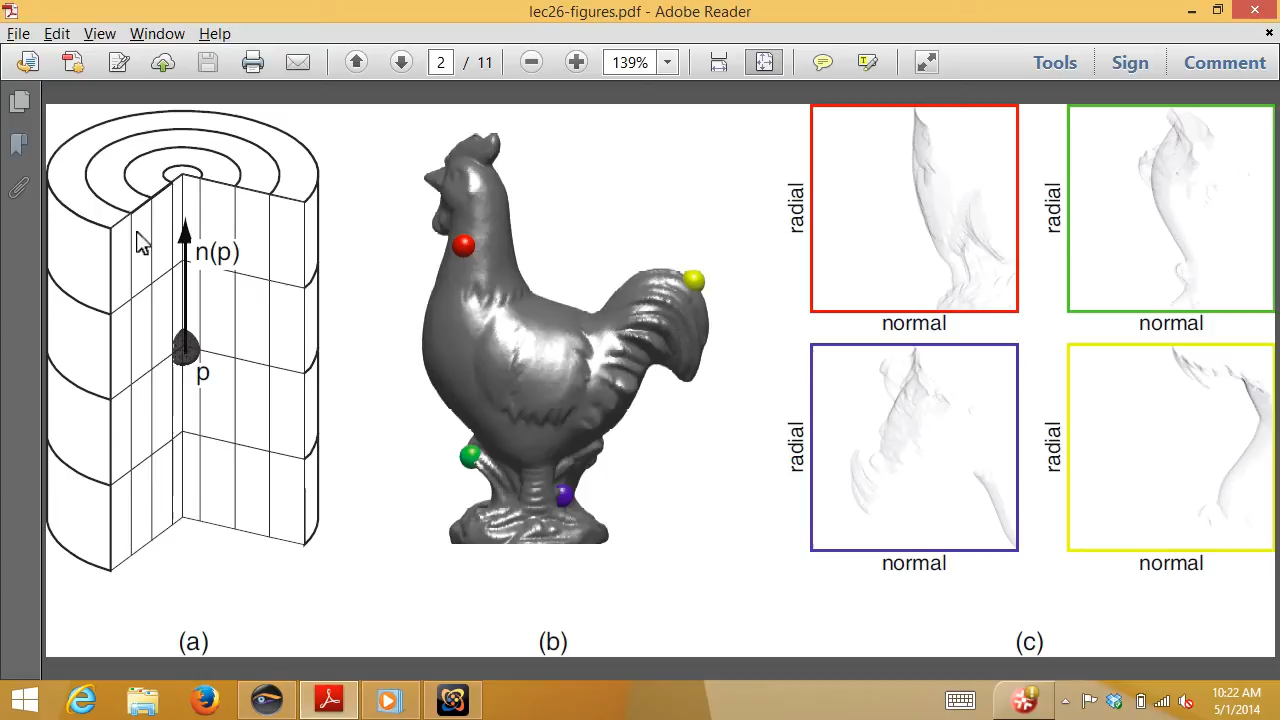 lec26-figures.pdf - Adobe Reader
File Edit View Window Help
2 / 11
139%
Tools Sign Comment
n(p)
p
radial
normal
radial
normal
radial
normal
radial
normal
(a)
(b)
(c)
10:22 AM
5/1/2014